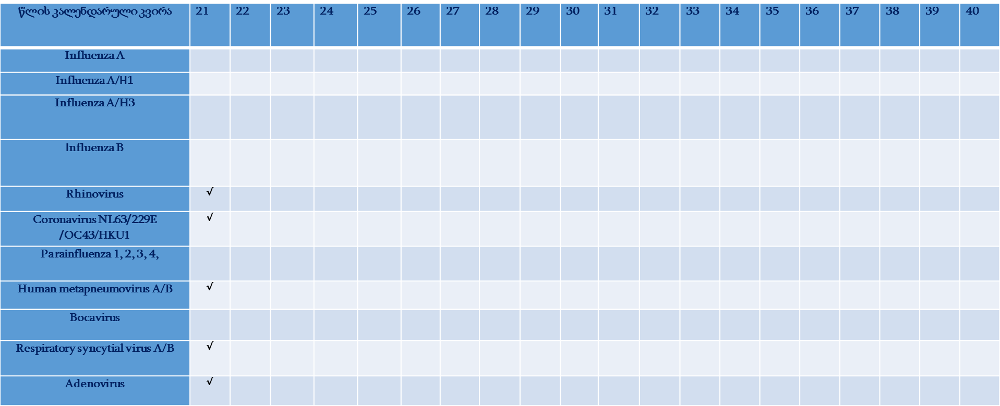 წლის კალენდარული კვირა 21 22 23 24 25 26 27 28 29 30 31 32 33 34 35 36 37 38 39 40
Influenza A
Influenza A/H1
Influenza A/H3
Influenza B
Rhinovirus √
Coronavirus NL63/229E √
/OC43/HKU1
Parainfluenza 1, 2, 3, 4,
Human metapneumovirus A/B √
Bocavirus
Respiratory syncytial virus A/B √
Adenovirus √